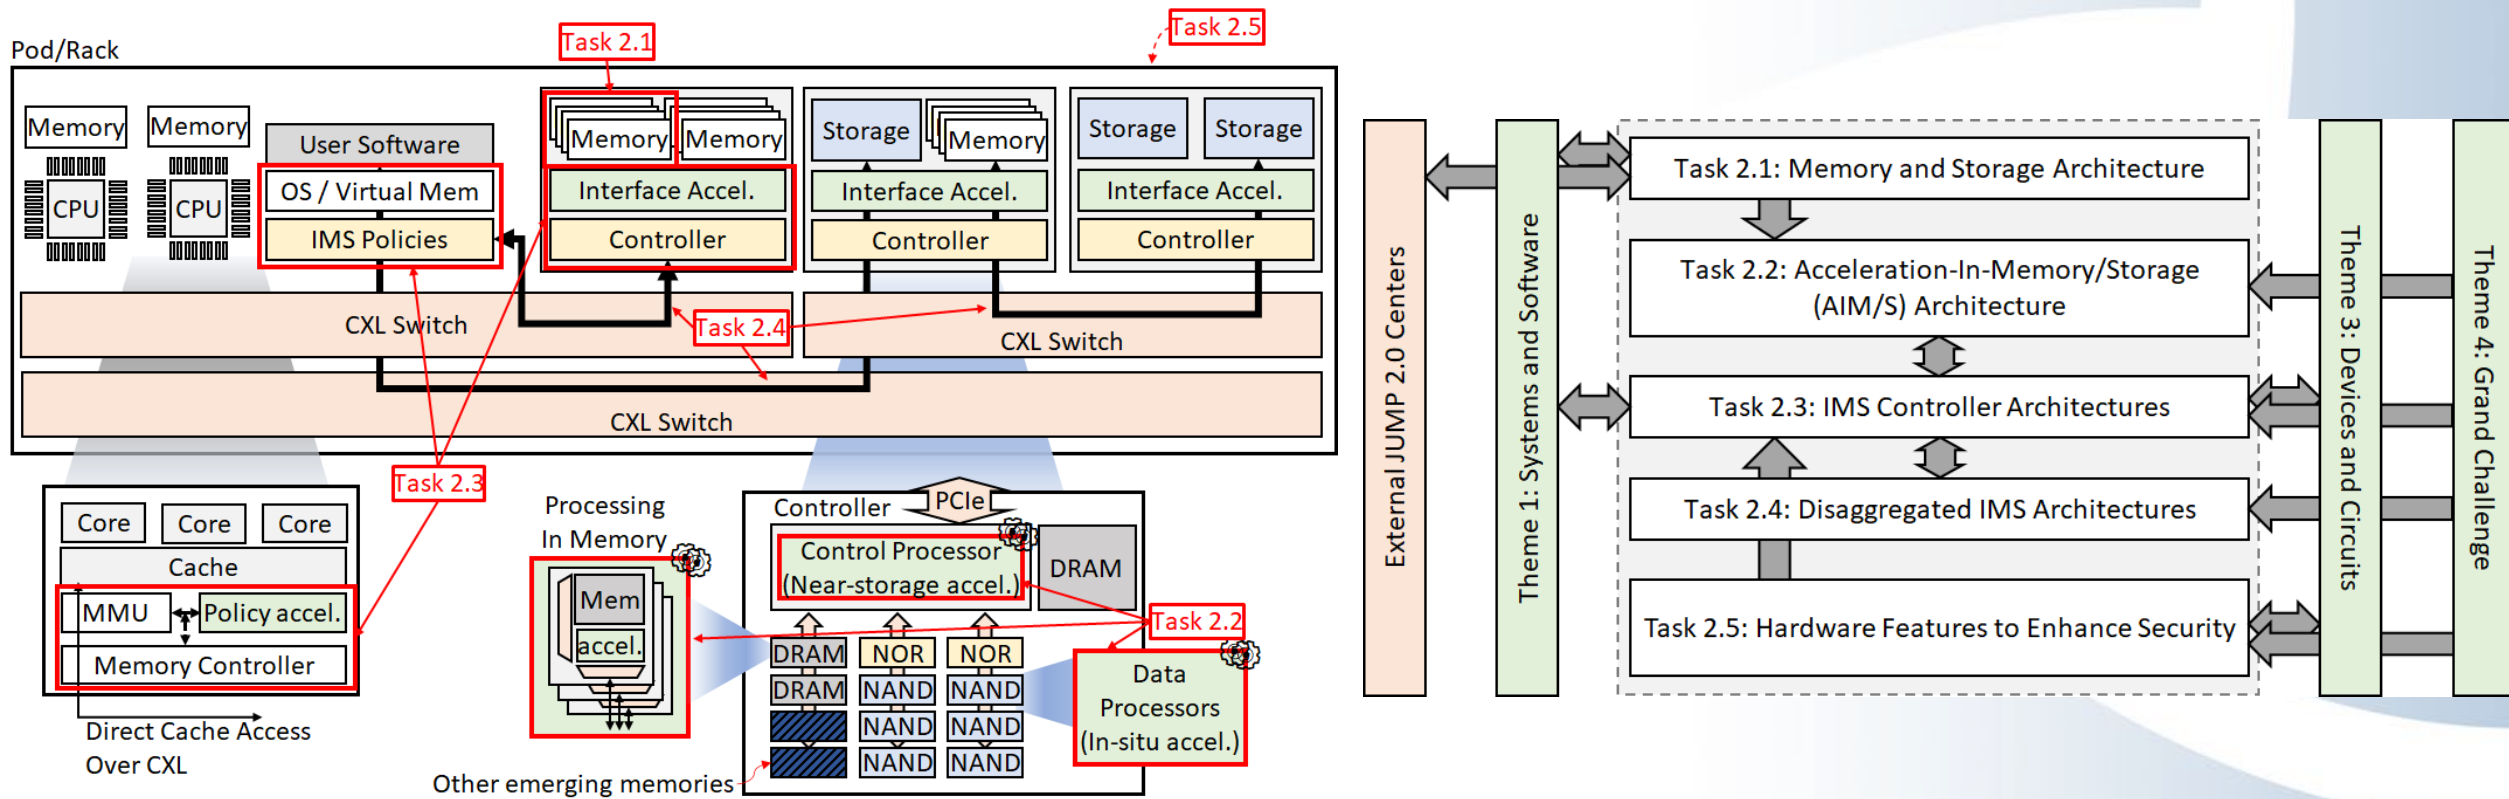 Pod/Rack
Task 2.1
Task 2.5
Memory
Memory
CPU
CPU
User Software
OS / Virtual Mem
IMS Policies
Memory
Memory
Interface Accel.
Controller
Storage
Memory
Interface Accel.
Controller
Storage
Storage
Interface Accel.
Controller
CXL Switch
Task 2.4
CXL Switch
CXL Switch
Task 2.3
Core
Core
Core
Cache
MMU
Policy accel.
Memory Controller
Direct Cache Access
Over CXL
Processing
In Memory
Mem
accel.
Controller
PCIe
Control Processor
(Near-storage accel.)
DRAM
Task 2.2
DRAM
NOR
NOR
DRAM
NAND
NAND
NAND
NAND
NAND
NAND
Data
Processors
(In-situ accel.)
Other emerging memories
External JUMP 2.0 Centers
Theme 1: Systems and Software
Task 2.1: Memory and Storage Architecture
Task 2.2: Acceleration-In-Memory/Storage
(AIM/S) Architecture
Task 2.3: IMS Controller Architectures
Task 2.4: Disaggregated IMS Architectures
Task 2.5: Hardware Features to Enhance Security
Theme 3: Devices and Circuits
Theme 4: Grand Challenge